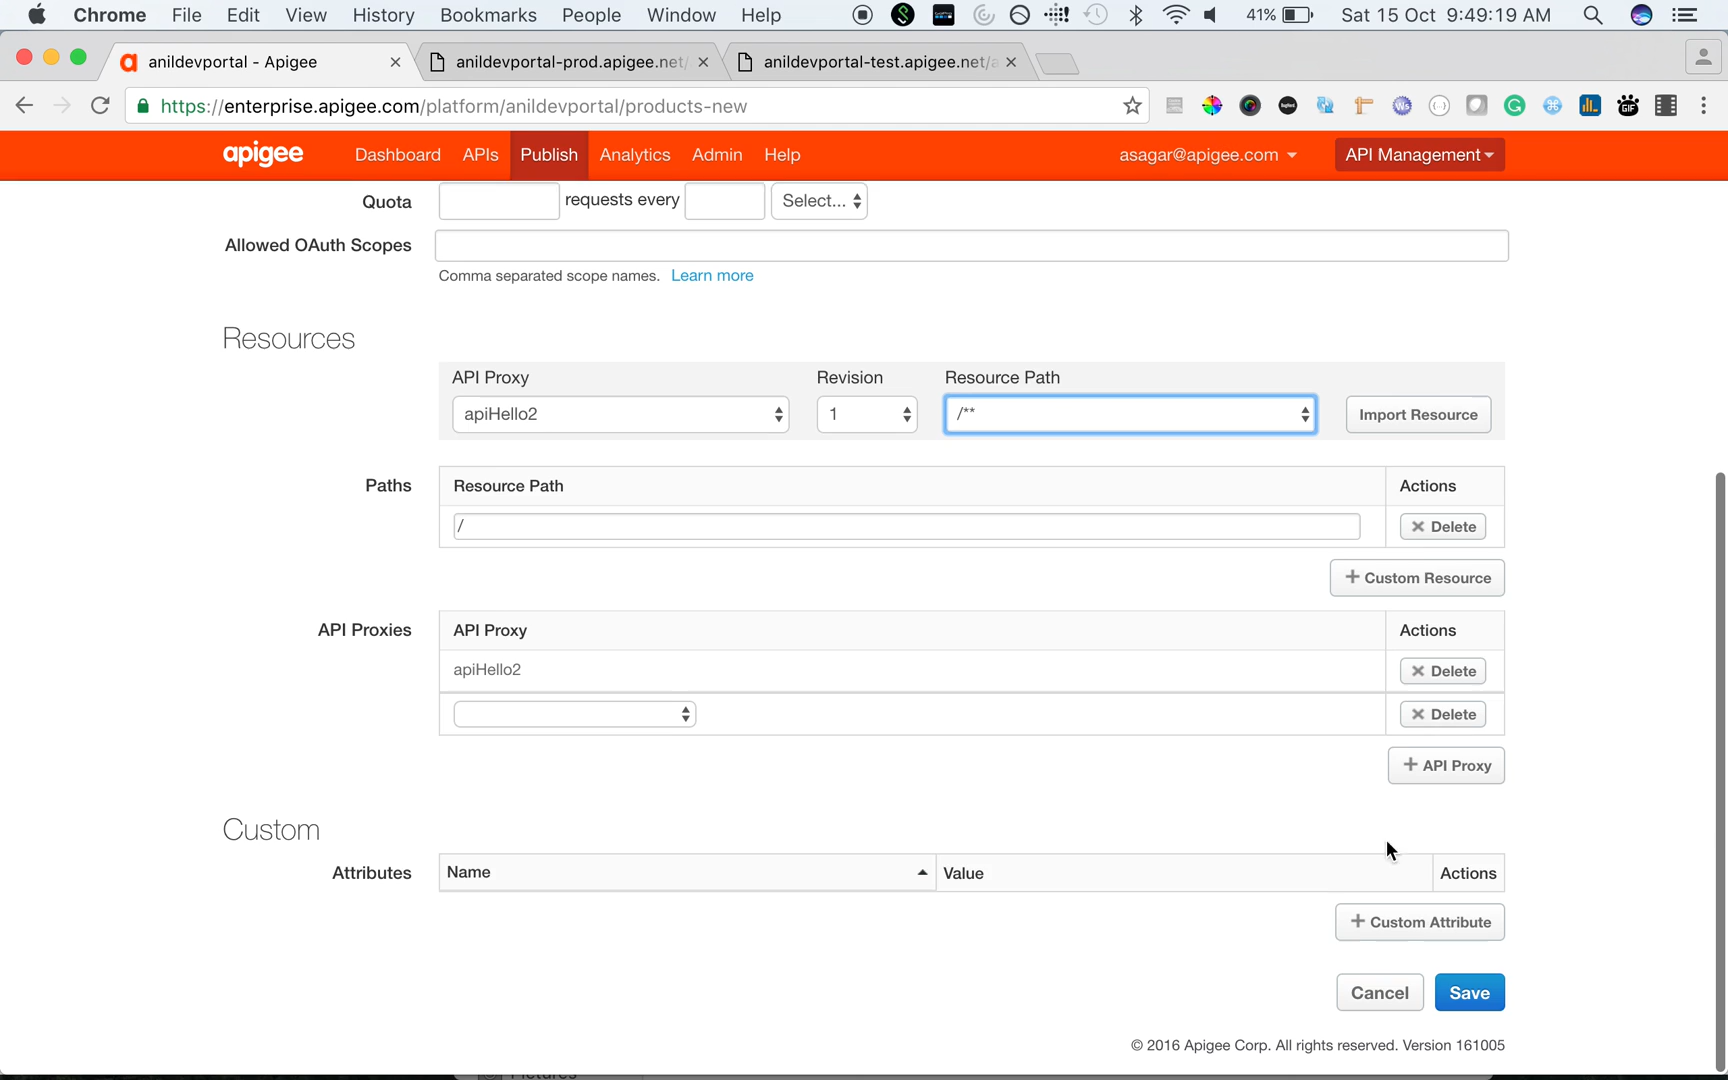 Chrome File Edit View History Bookmarks People Window Help 41% Sat 15 Oct 9:49:19 AM
anildevportal - Apigee anildevportal-prod.apigee.net/ anildevportal-test.apigee.net/a
https://enterprise.apigee.com/platform/anildevportal/products-new
apigee Dashboard APIs Publish Analytics Admin Help asagar@apigee.com API Management
Quota requests every Select...
Allowed OAuth Scopes
Comma separated scope names. Learn more
Resources
API Proxy Revision Resource Path
apiHello2 1 /** Import Resource
Paths Resource Path Actions
/ Delete
+ Custom Resource
API Proxies API Proxy Actions
apiHello2 Delete
Delete
+ API Proxy
Custom
Attributes Name Value Actions
+ Custom Attribute
Cancel Save
© 2016 Apigee Corp. All rights reserved. Version 161005